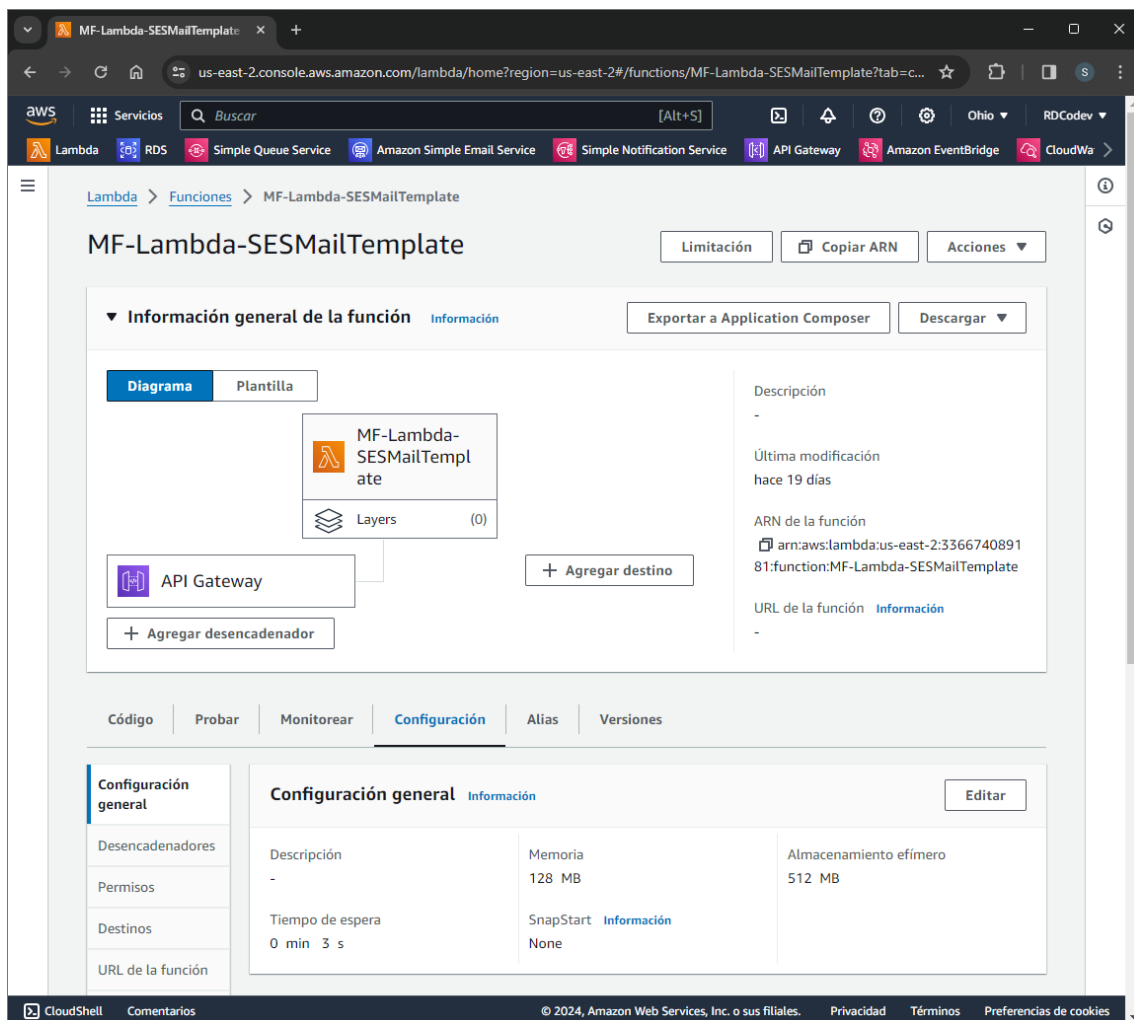 MF-Lambda-SESMailTemplate
us-east-2.console.aws.amazon.com/lambda/home?region=us-east-2#/functions/MF-Lambda-SESMailTemplate?tab=c...
S
aws
Servicios
Buscar
[Alt+S]
Ohio
RDCodev
Lambda
RDS
Simple Queue Service
Amazon Simple Email Service
Simple Notification Service
API Gateway
Amazon EventBridge
CloudWa
Lambda > Funciones > MF-Lambda-SESMailTemplate
MF-Lambda-SESMailTemplate
Limitación
Copiar ARN
Acciones
Información general de la función Información
Exportar a Application Composer
Descargar
Diagrama
Plantilla
MF-Lambda-
SESMailTempl
ate
Layers (0)
API Gateway
+ Agregar desencadenador
+ Agregar destino
Descripción
-
Última modificación
hace 19 días
ARN de la función
arn:aws:lambda:us-east-2:3366740891
81:function:MF-Lambda-SESMailTemplate
URL de la función Información
-
Código
Probar
Monitorear
Configuración
Alias
Versiones
Configuración
general
Desencadenadores
Permisos
Destinos
URL de la función
Configuración general Información
Editar
Descripción
-
Memoria
128 MB
Almacenamiento efímero
512 MB
Tiempo de espera
0 min 3 s
SnapStart Información
None
CloudShell
Comentarios
© 2024, Amazon Web Services, Inc. o sus filiales.
Privacidad
Términos
Preferencias de cookies